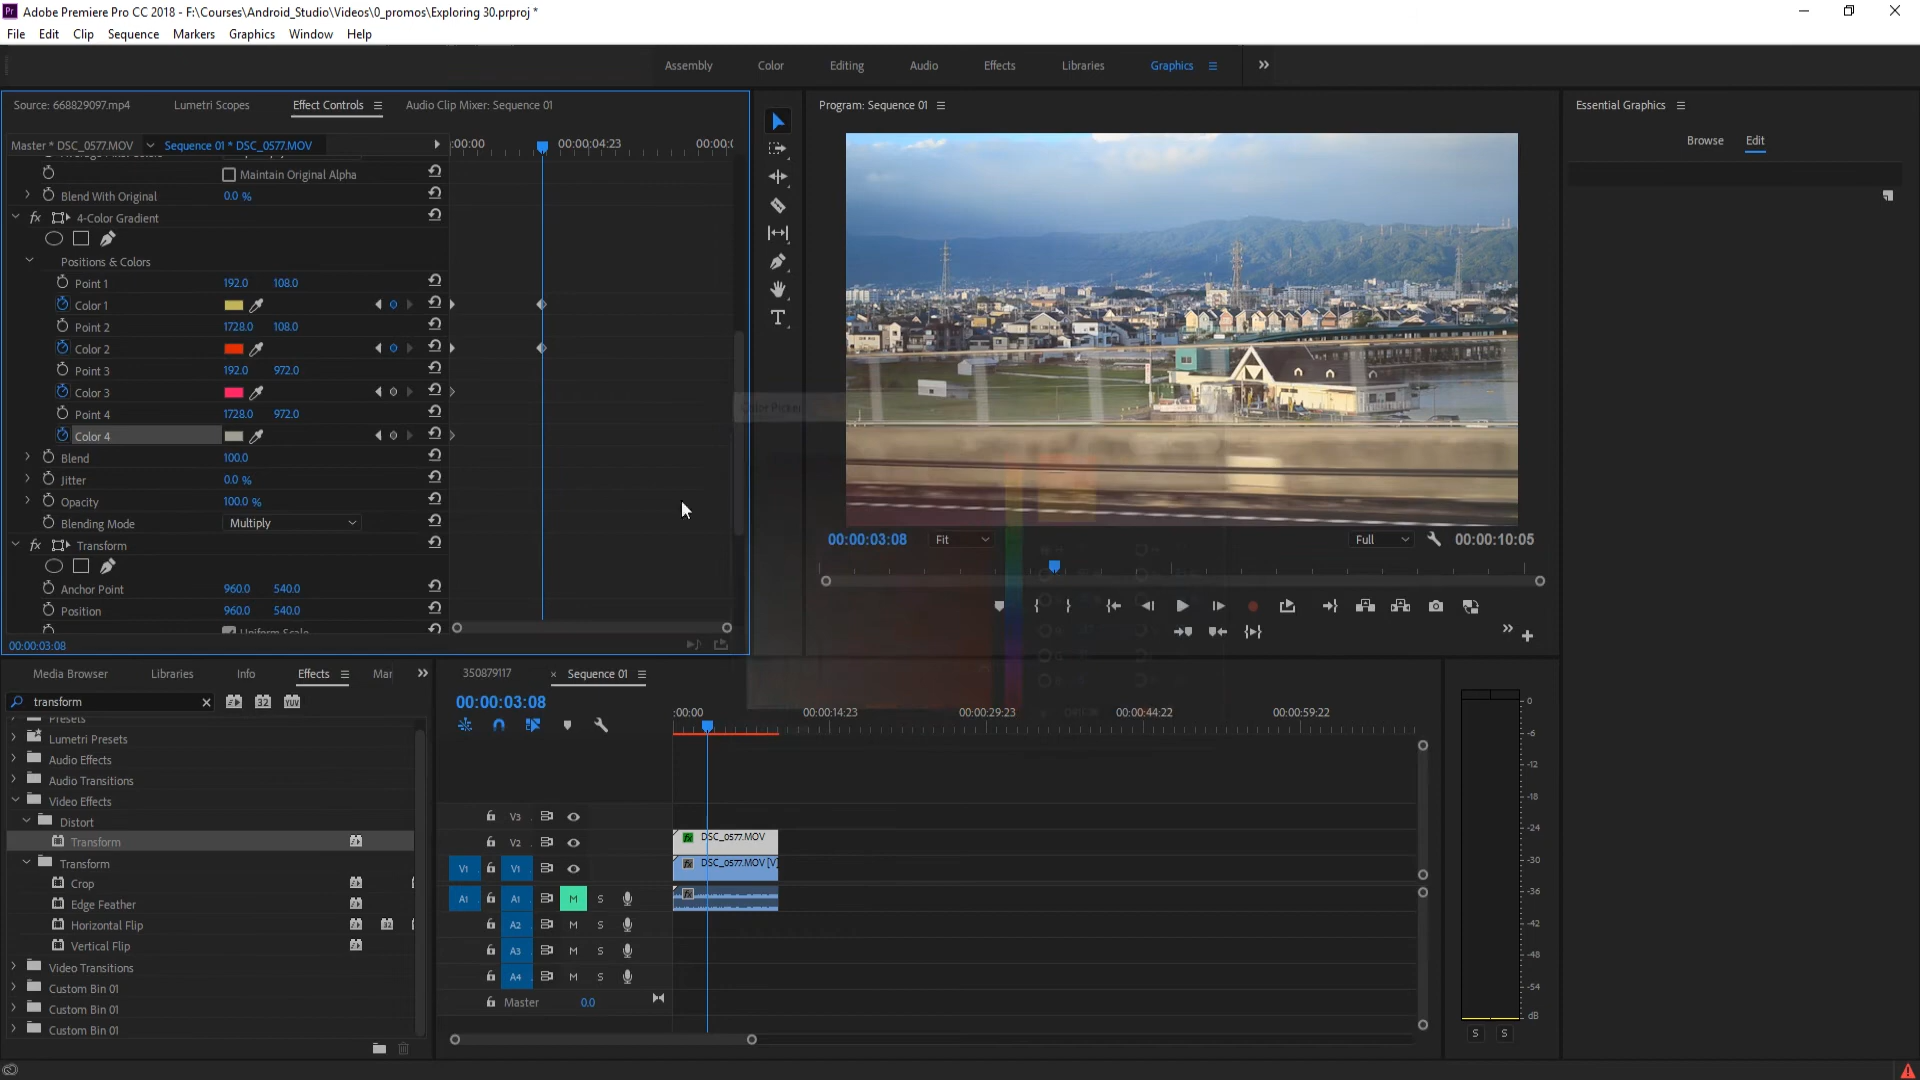 Adobe Premiere Pro CC 2018 - F:\Courses\Android_Studio\Videos\0_promos\Exploring 30.prproj *
File Edit Clip Sequence Markers Graphics Window Help
Assembly Color Editing Audio Effects Libraries Graphics
Source: 668829097.mp4 Lumetri Scopes Effect Controls Audio Clip Mixer: Sequence 01
Program: Sequence 01
Essential Graphics
Browse Edit
Master * DSC_0577.MOV Sequence 01 * DSC_0577.MOV
:00:00 00:00:04:23 00:00:(
Maintain Original Alpha
Blend With Original 0.0 %
fx 4-Color Gradient
Positions & Colors
Point 1 192.0 108.0
Color 1
Point 2 1728.0 108.0
Color 2
Point 3 192.0 972.0
Color 3
Point 4 1728.0 972.0
Color 4
Blend 100.0
Jitter 0.0 %
Opacity 100.0 %
Blending Mode Multiply
fx Transform
Anchor Point 960.0 540.0
Position 960.0 540.0
Uniform Scale
00:00:03:08
Color Picker
00:00:03:08 Fit Full 00:00:10:05
Media Browser Libraries Info Effects Mar
transform
32 YUV
Presets
Lumetri Presets
Audio Effects
Audio Transitions
Video Effects
Distort
Transform
Transform
Crop
Edge Feather
Horizontal Flip
32
Vertical Flip
Video Transitions
Custom Bin 01
Custom Bin 01
Custom Bin 01
350879117 × Sequence 01
00:00:03:08
:00:00 00:00:14:23 00:00:29:23 00:00:44:22 00:00:59:22
V3
V2 fx DSC_0577.MOV
V1 V1 fx DSC_0577.MOV [V]
A1 A1 M S fx
A2 M S
A3 M S
A4 M S
Master 0.0
0
-6
-12
-18
-24
-30
-36
-42
-48
-54
dB
S S